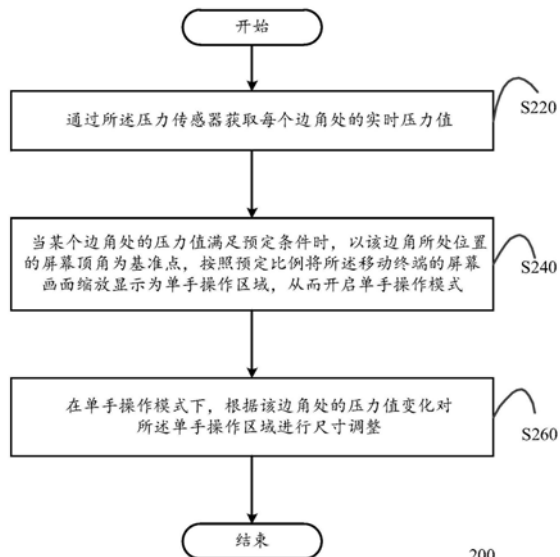 开始
通过所述压力传感器获取每个边角处的实时压力值
S220
当某个边角处的压力值满足预定条件时，以该边角所处位置
的屏幕顶角为基准点，按照预定比例将所述移动终端的屏幕
画面缩放显示为单手操作区域，从而开启单手操作模式
S240
在单手操作模式下，根据该边角处的压力值变化对
所述单手操作区域进行尺寸调整
S260
结束
200